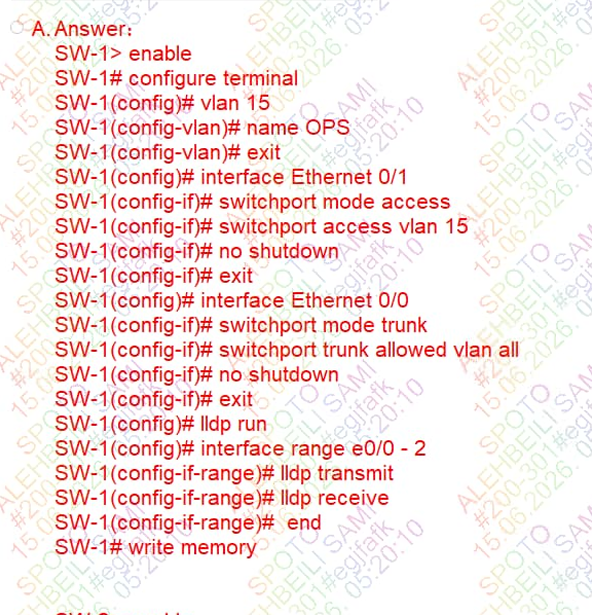 A. Answer:
SW-1> enable
SW-1# configure terminal
SW-1(config)# vlan 15
SW-1(config-vlan)# name OPS
SW-1(config-vlan)# exit
SW-1(config)# interface Ethernet 0/1
SW-1(config-if)# switchport mode access
SW-1(config-if)# switchport access vlan 15
SW-1(config-if)# no shutdown
SW-1(config-if)# exit
SW-1(config)# interface Ethernet 0/0
SW-1(config-if)# switchport mode trunk
SW-1(config-if)# switchport trunk allowed vlan all
SW-1(config-if)# no shutdown
SW-1(config-if)# exit
SW-1(config)# lldp run
SW-1(config)# interface range e0/0 - 2
SW-1(config-if-range)# lldp transmit
SW-1(config-if-range)# lldp receive
SW-1(config-if-range)#  end
SW-1# write memory